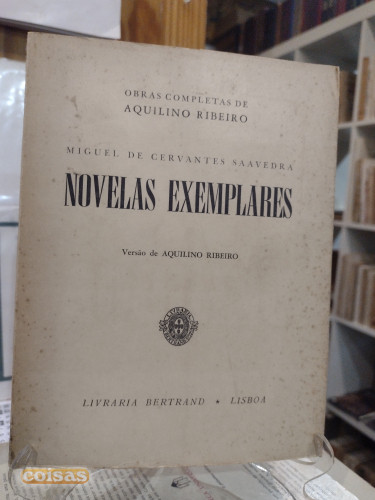 OBRAS COMPLETAS DE
AQUILINO RIBEIRO
MIGUEL DE CERVANTES SAAVEDRA
NOVELAS EXEMPLARES
Versão de AQUILINO RIBEIRO
LIVRARIA BERTRAND • LISBOA
coisas